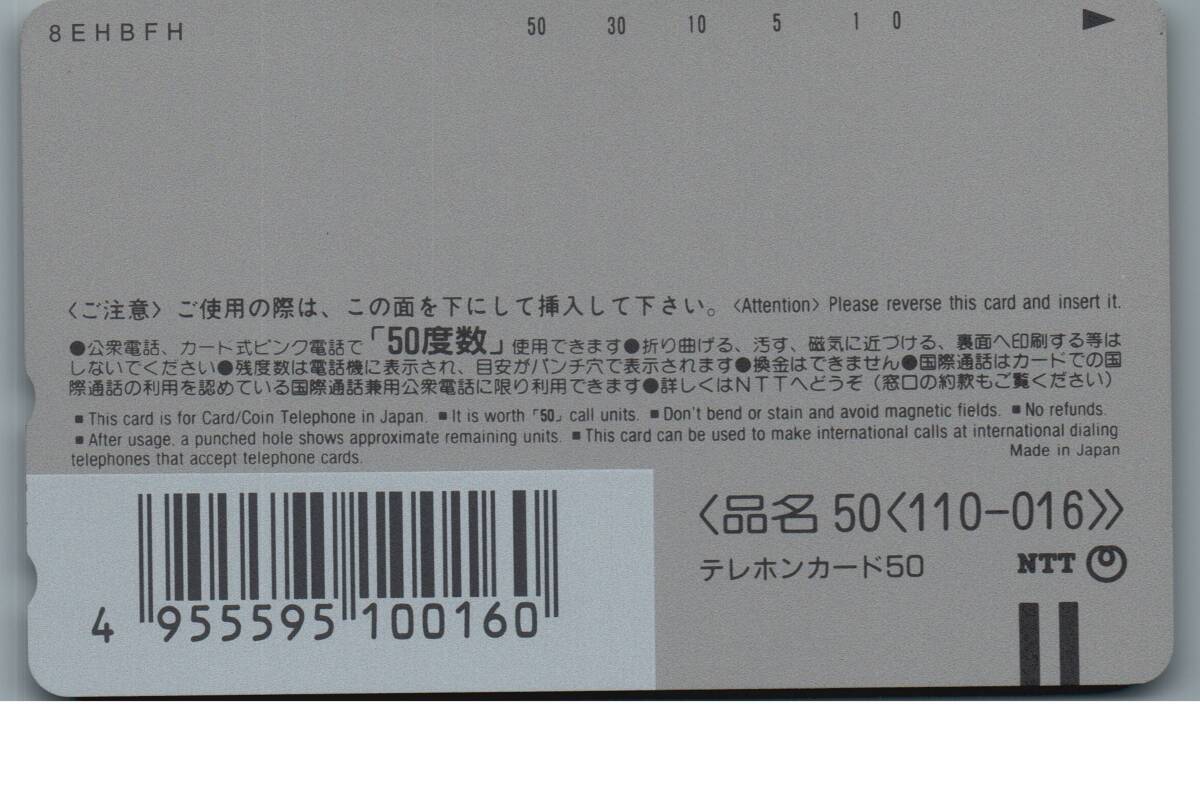 8EHBFH 50 30 10 5 1 0 ▶
〈ご注意〉ご使用の際は、この面を下にして挿入して下さい。〈Attention〉Please reverse this card and insert it.
●公衆電話、カード式ピンク電話で「50度数」使用できます●折り曲げる、汚す、磁気に近づける、裏面へ印刷する等は
しないでください●残度数は電話機に表示され、目安がパンチ穴で表示されます●換金はできません●国際通話はカードでの国
際通話の利用を認めている国際通話兼用公衆電話に限り利用できます●詳しくはNTTへどうぞ（窓口の約款もご覧ください）
■This card is for Card/Coin Telephone in Japan. ■It is worth「50」call units. ■Don't bend or stain and avoid magnetic fields. ■No refunds.
■After usage. a punched hole shows approximate remaining units. ■This card can be used to make international calls at international dialing
telephones that accept telephone cards. Made in Japan
〈品名 50〈110-016〉〉
テレホンカード50 NTT
4 955595 100160